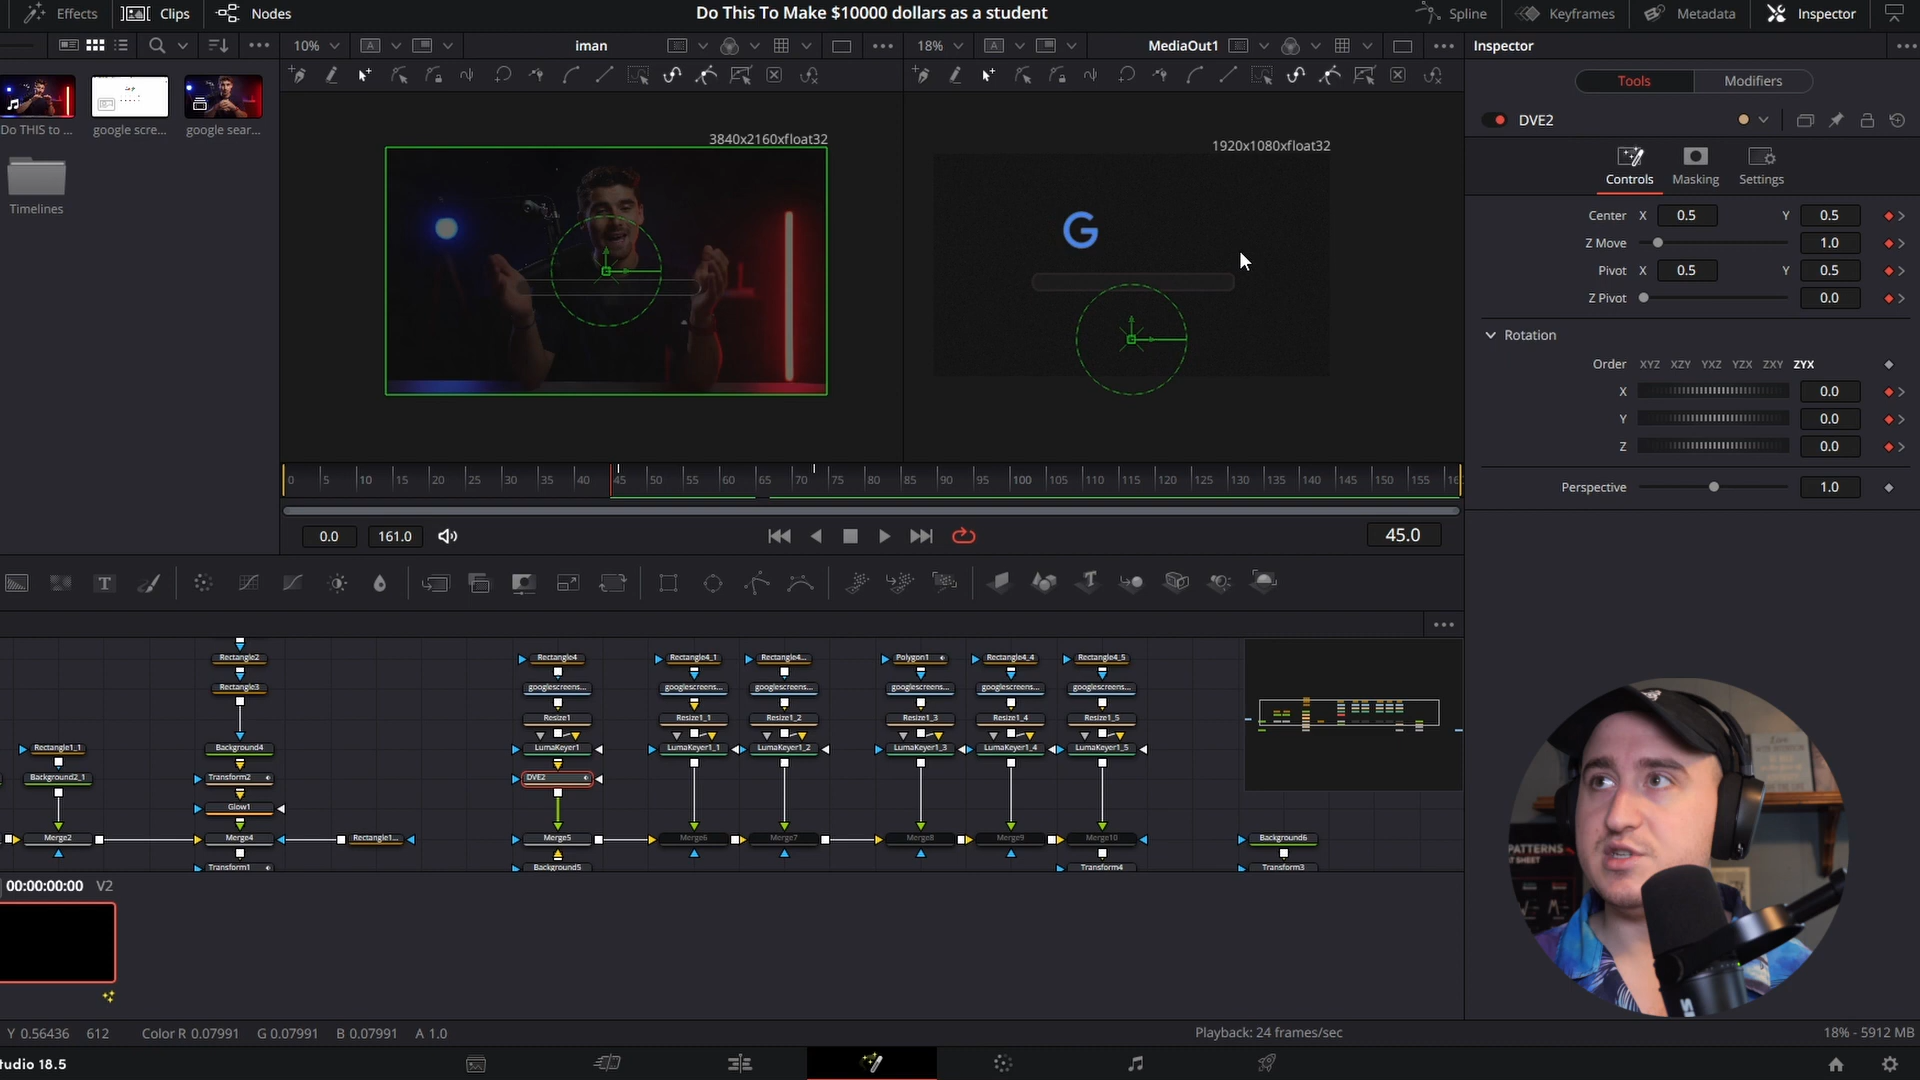 Effects
Clips
Nodes
Do This To Make $10000 dollars as a student
Spline
Keyframes
Metadata
Inspector
10%
A
iman
18%
A
MediaOut1
Inspector
Tools
Modifiers
Do THIS to ...
google scre...
google sear...
Timelines
3840x2160xfloat32
1920x1080xfloat32
G
DVE2
Controls
Masking
Settings
Center X 0.5 Y 0.5
Z Move 1.0
Pivot X 0.5 Y 0.5
Z Pivot 0.0
Rotation
Order XYZ XZY YXZ YZX ZXY ZYX
X 0.0
Y 0.0
Z 0.0
Perspective 1.0
0 5 10 15 20 25 30 35 40 45 50 55 60 65 70 75 80 85 90 95 100 105 110 115 120 125 130 135 140 145 150 155 16
0.0
161.0
45.0
T
Rectangle2
Rectangle4
Rectangle4_1
Rectangle4...
Polygon1
Rectangle4_4
Rectangle4_5
Rectangle3
googlescreens...
googlescreens...
googlescreens...
googlescreens...
googlescreens...
googlescreens...
Resize1
Resize1_1
Resize1_2
Resize1_3
Resize1_4
Resize1_5
Rectangle1_1
Background4
LumaKeyer1
LumaKeyer1_1
LumaKeyer1_2
LumaKeyer1_3
LumaKeyer1_4
LumaKeyer1_5
Background2_1
Transform2
DVE2
Glow1
Merge2
Merge4
Rectangle1...
Merge5
Merge6
Merge7
Merge8
Merge9
Merge10
Background6
Transform1
Background5
Transform4
Transform3
00:00:00:00 V2
PATTERNS
Y 0.56436 612 Color R 0.07991 G 0.07991 B 0.07991 A 1.0
Playback: 24 frames/sec
18% - 5912 MB
tudio 18.5